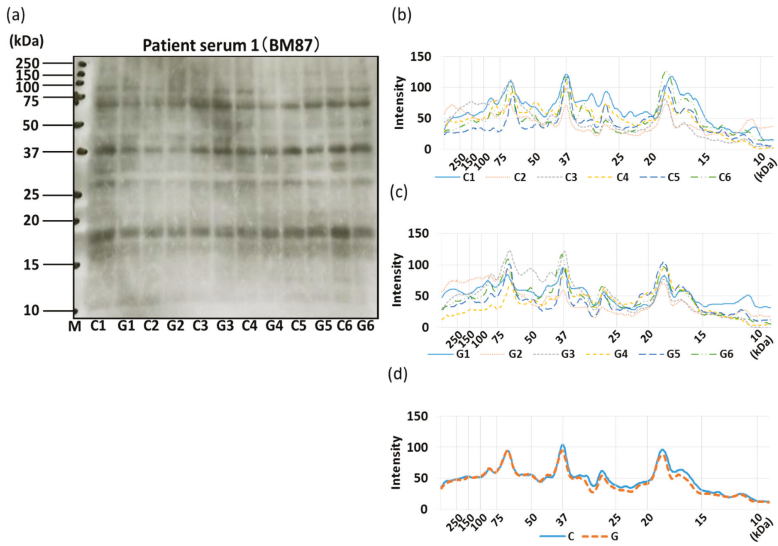 (a)
(kDa)
Patient serum 1(BM87)
250
150
100
75
50
37
25
20
15
10
M C1 G1 C2 G2 C3 G3 C4 G4 C5 G5 C6 G6
(b)
Intensity
150
100
50
0
250 150 100 75 50 37 25 20 15 10 (kDa)
C1 C2 C3 C4 C5 C6
(c)
Intensity
150
100
50
0
250 150 100 75 50 37 25 20 15 10 (kDa)
G1 G2 G3 G4 G5 G6
(d)
Intensity
150
100
50
0
250 150 100 75 50 37 25 20 15 10 (kDa)
C G